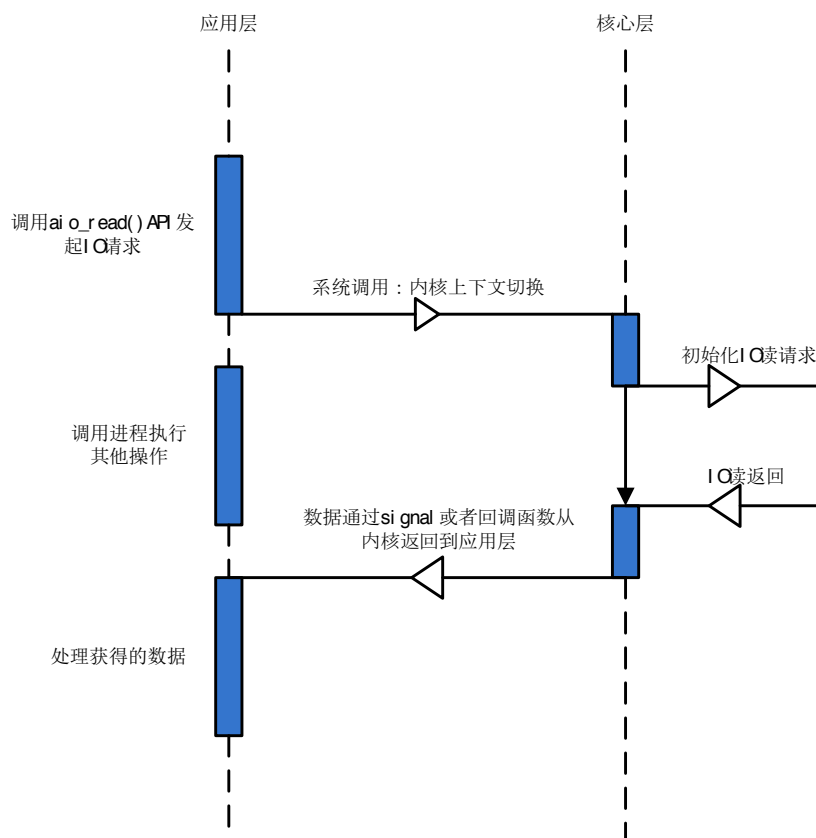 应用层
核心层
调用aio_read() API 发
起IO请求
系统调用：内核上下文切换
初始化IO读请求
调用进程执行
其他操作
IO读返回
数据通过signal 或者回调函数从
内核返回到应用层
处理获得的数据